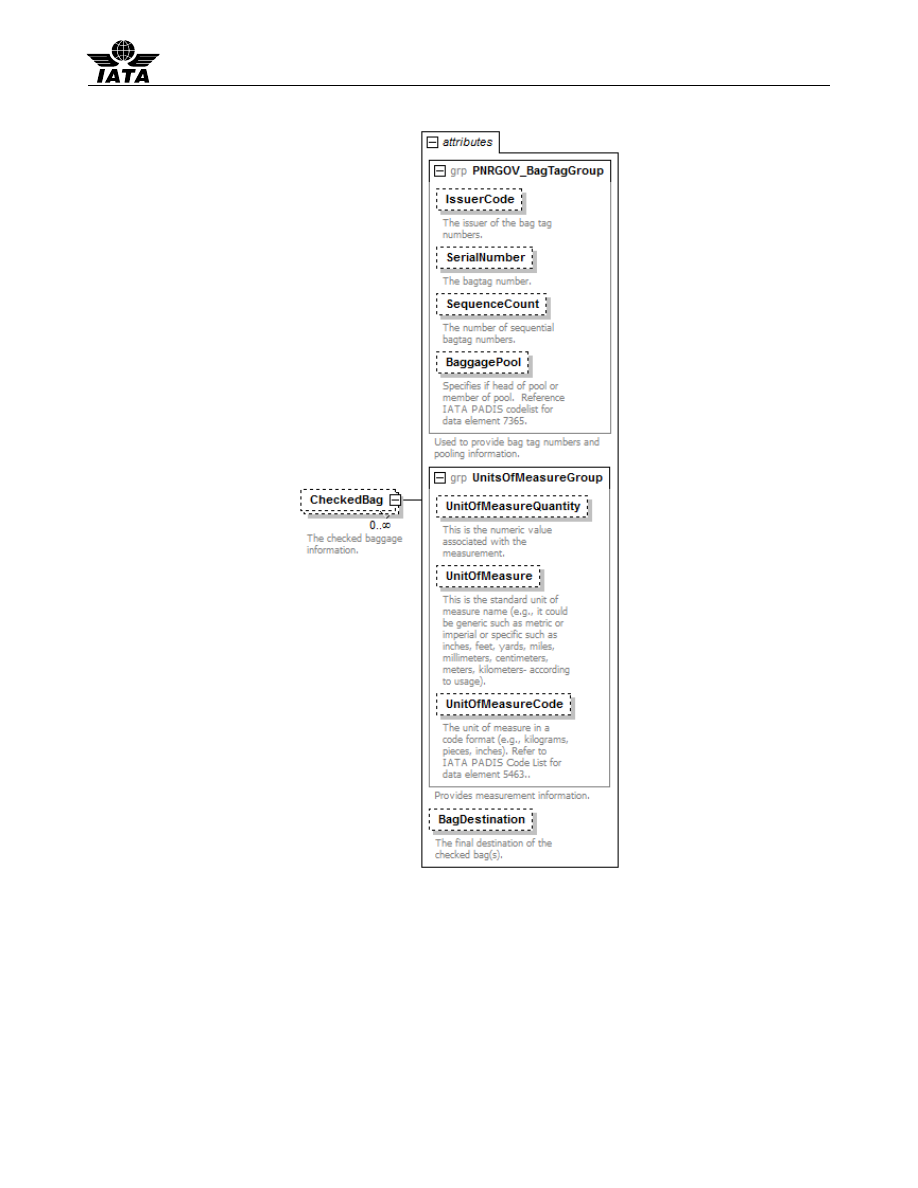 IATA
attributes
grp PNRGOV_BagTagGroup
IssuerCode
The issuer of the bag tag
numbers.
SerialNumber
The bagtag number.
SequenceCount
The number of sequential
bagtag numbers.
BaggagePool
Specifies if head of pool or
member of pool. Reference
IATA PADIS codelist for
data element 7365.
Used to provide bag tag numbers and
pooling information.
CheckedBag
0..∞
The checked baggage
information.
grp UnitsOfMeasureGroup
UnitOfMeasureQuantity
This is the numeric value
associated with the
measurement.
UnitOfMeasure
This is the standard unit of
measure name (e.g., it could
be generic such as metric or
imperial or specific such as
inches, feet, yards, miles,
millimeters, centimeters,
meters, kilometers- according
to usage).
UnitOfMeasureCode
The unit of measure in a
code format (e.g., kilograms,
pieces, inches). Refer to
IATA PADIS Code List for
data element 5463..
Provides measurement information.
BagDestination
The final destination of the
checked bag(s).